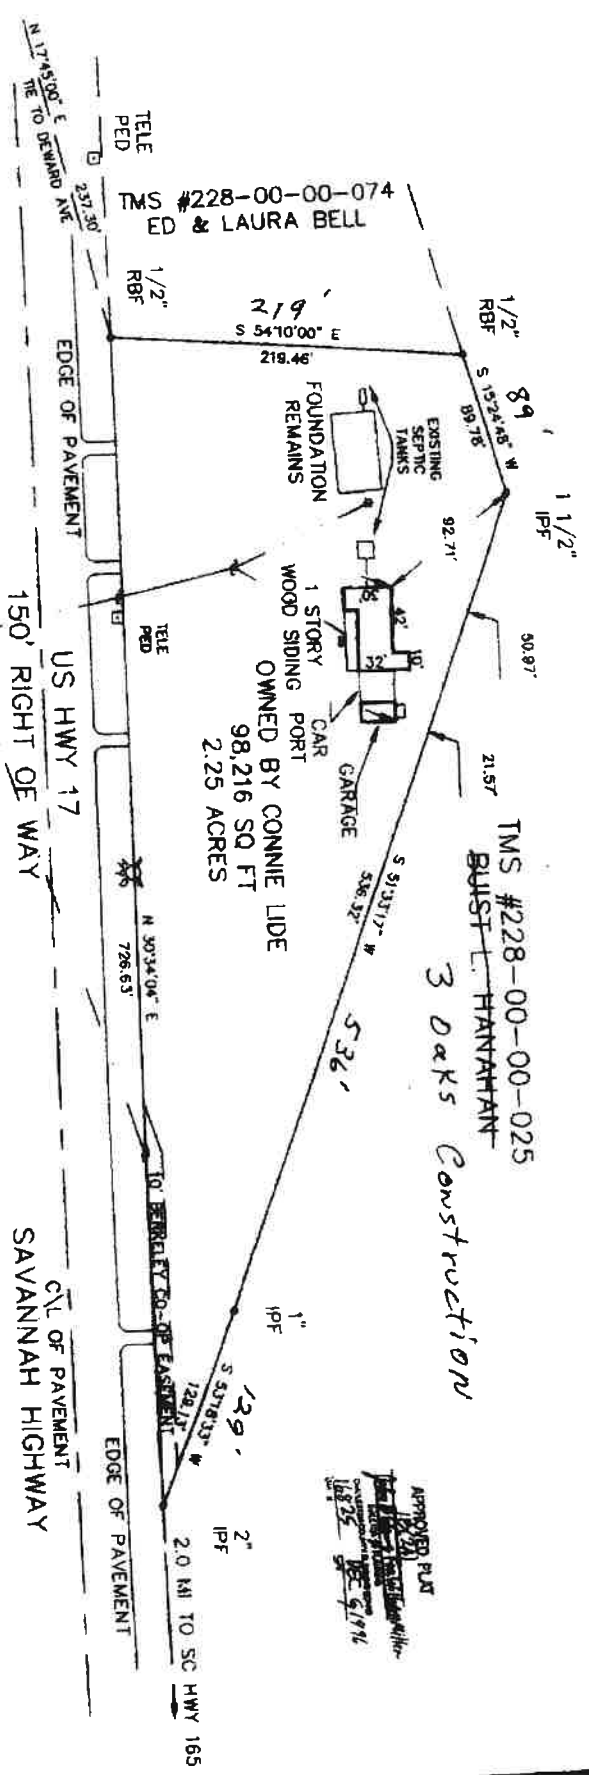 N 17°45'00" E
TIE TO DEWARD AVE
237.30'
TELE
PED
TMS #228-00-00-074
ED & LAURA BELL
1/2"
RBF
1/2"
RBF
219'
S 54°10'00" E
219.46'
89'
S 15°24'48" W
89.78'
1 1/2"
IPF
EXISTING
SEPTIC
TANKS
FOUNDATION
REMAINS
92.71'
50.97'
21.57'
42'
10'
32'
1 STORY
WOOD SIDING
CAR
PORT
GARAGE
OWNED BY CONNIE LIDE
98,216 SQ FT
2.25 ACRES
TMS #228-00-00-025
BUIST L. HANAHAN
3 Oaks Construction
S 51°33'17" W
536.32'
536'
EDGE OF PAVEMENT
TELE
PED
US HWY 17
150' RIGHT OF WAY
N 30°34'04" E
726.63'
10' BERKELEY CO-OP EASEMENT
1"
IPF
129'
S 53°18'33" W
129.13'
2"
IPF
C\L OF PAVEMENT
SAVANNAH HIGHWAY
EDGE OF PAVEMENT
2.0 MI TO SC HWY 165
APPROVED PLAT
16825